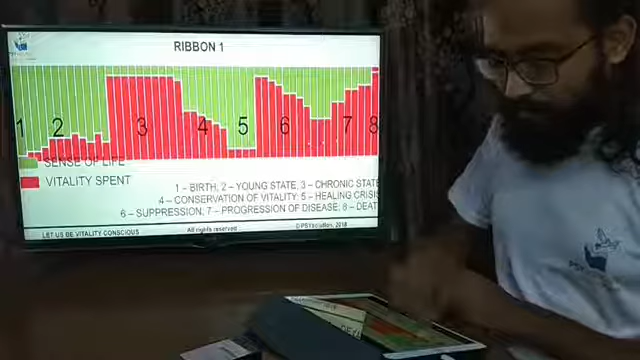 RIBBON 1
1 2 3 4 5 6 7 8
SENSE OF LIFE
VITALITY SPENT
1 – BIRTH, 2 – YOUNG STATE, 3 – CHRONIC STATE
4 – CONSERVATION OF VITALITY: 5 – HEALING CRISIS
6 – SUPPRESSION, 7 – PROGRESSION OF DISEASE; 8 – DEATH
LET US BE VITALITY CONSCIOUS
All rights reserved
2018